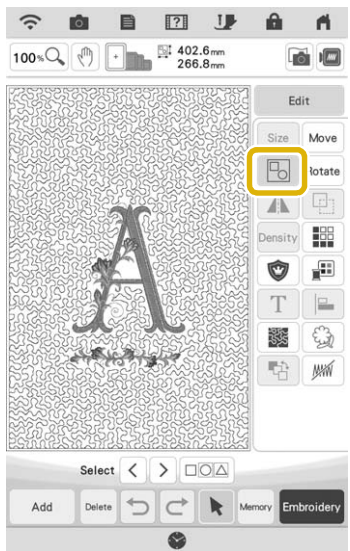 100%
402.6mm
266.8mm
Edit
Size Move
Rotate
Density
T
A
Select
Add Delete Memory Embroidery